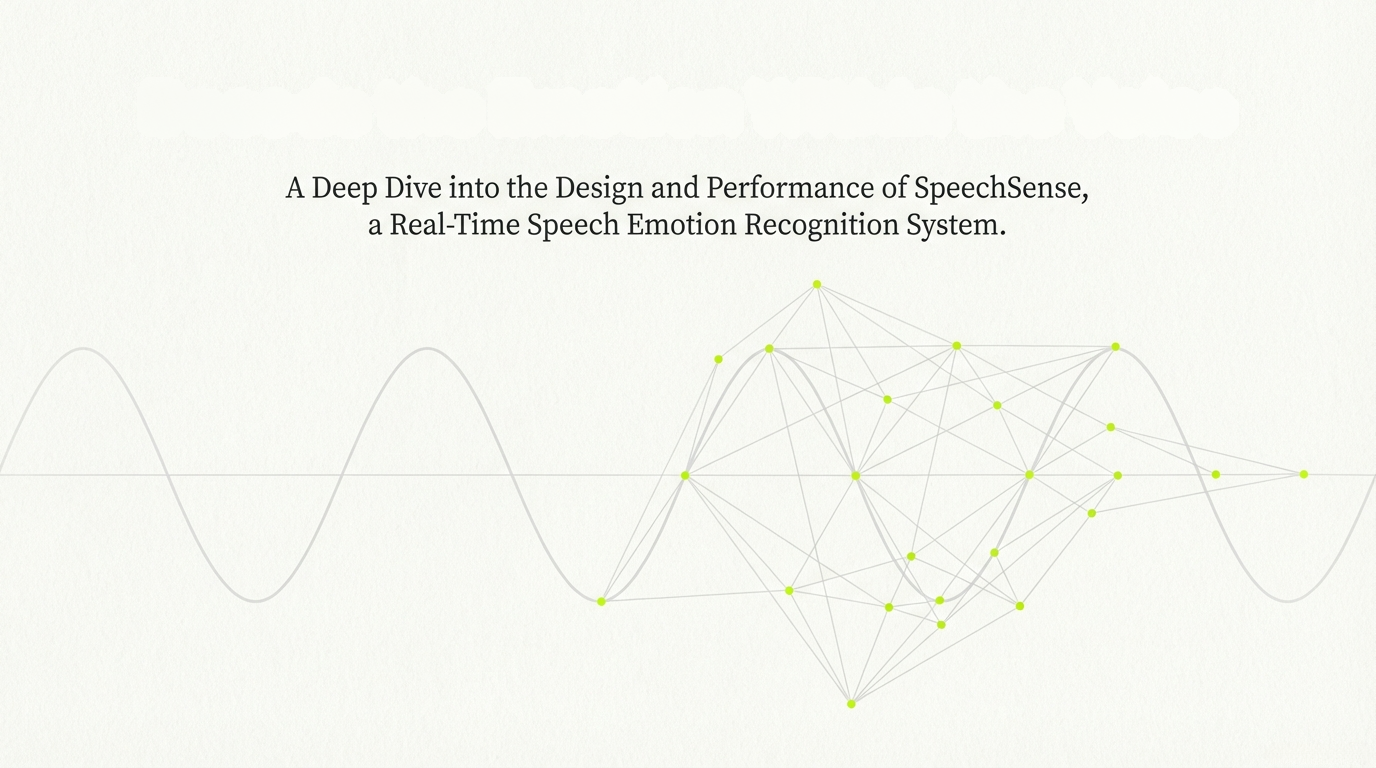 A Deep Dive into the Design and Performance of SpeechSense,
a Real-Time Speech Emotion Recognition System.